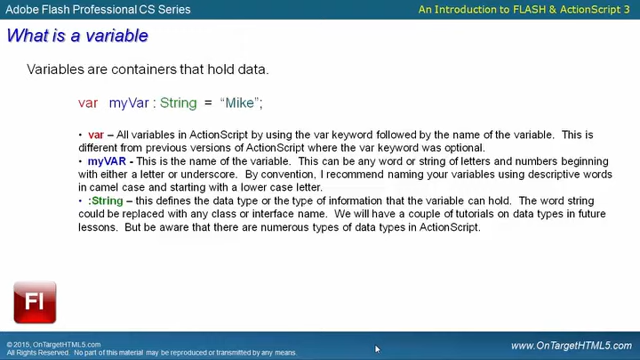 Adobe Flash Professional CS Series
An Introduction to FLASH & ActionScript 3
What is a variable
Variables are containers that hold data.
var myVar : String = “Mike”;
• var – All variables in ActionScript by using the var keyword followed by the name of the variable. This is
different from previous versions of ActionScript where the var keyword was optional.
• myVAR - This is the name of the variable. This can be any word or string of letters and numbers beginning
with either a letter or underscore. By convention, I recommend naming your variables using descriptive words
in camel case and starting with a lower case letter.
• :String – this defines the data type or the type of information that the variable can hold. The word string
could be replaced with any class or interface name. We will have a couple of tutorials on data types in future
lessons. But be aware that there are numerous types of data types in ActionScript.
Fl
© 2015, OnTargetHTML5.com
All Rights Reserved. No part of this material may be reproduced or transmitted by any means.
www.OnTargetHTML5.com